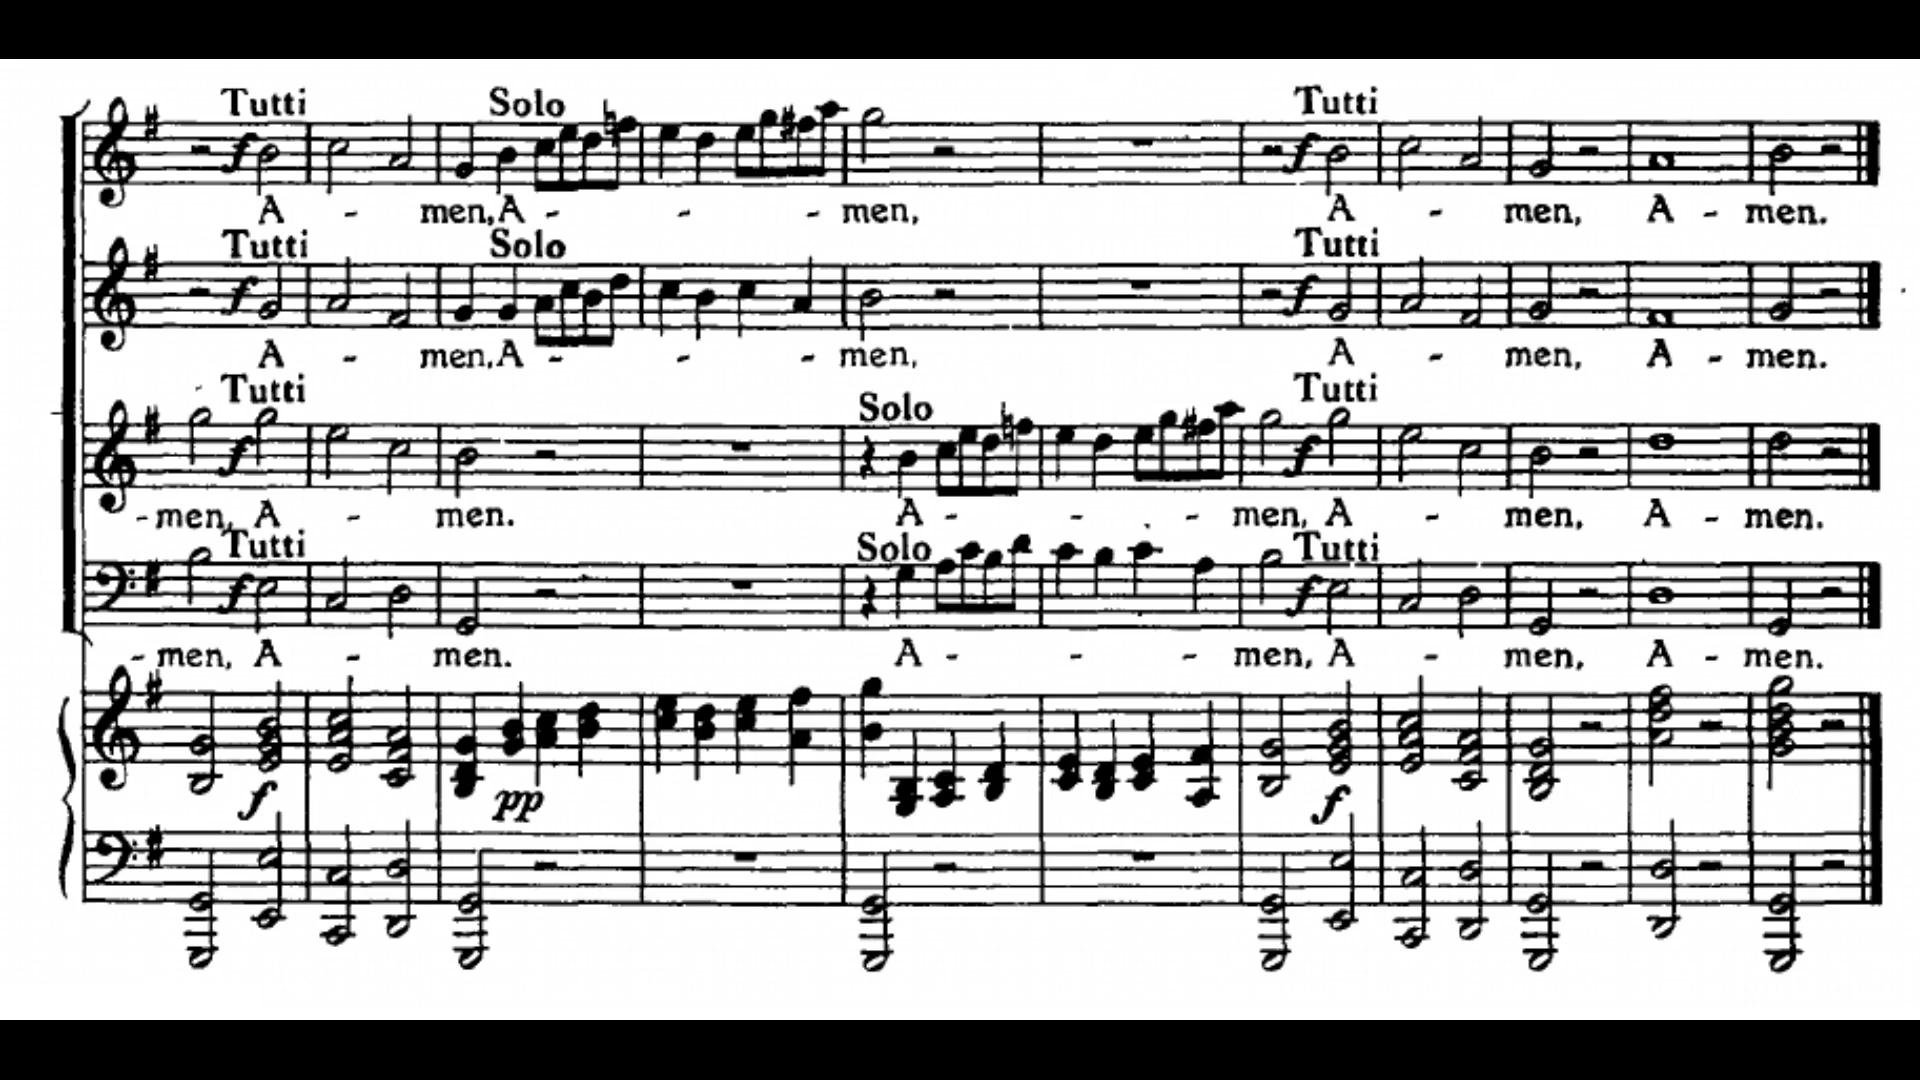 Tutti Solo Tutti
f f
A - men, A - - - men, A - men, A - men.
Tutti Solo Tutti
f f
A - men, A - - - men, A - men, A - men.
Tutti Solo Tutti
f f
- men, A - men. A - - - men, A - men, A - men.
Tutti Solo Tutti
f f
- men, A - men. A - - - men, A - men, A - men.
f pp f